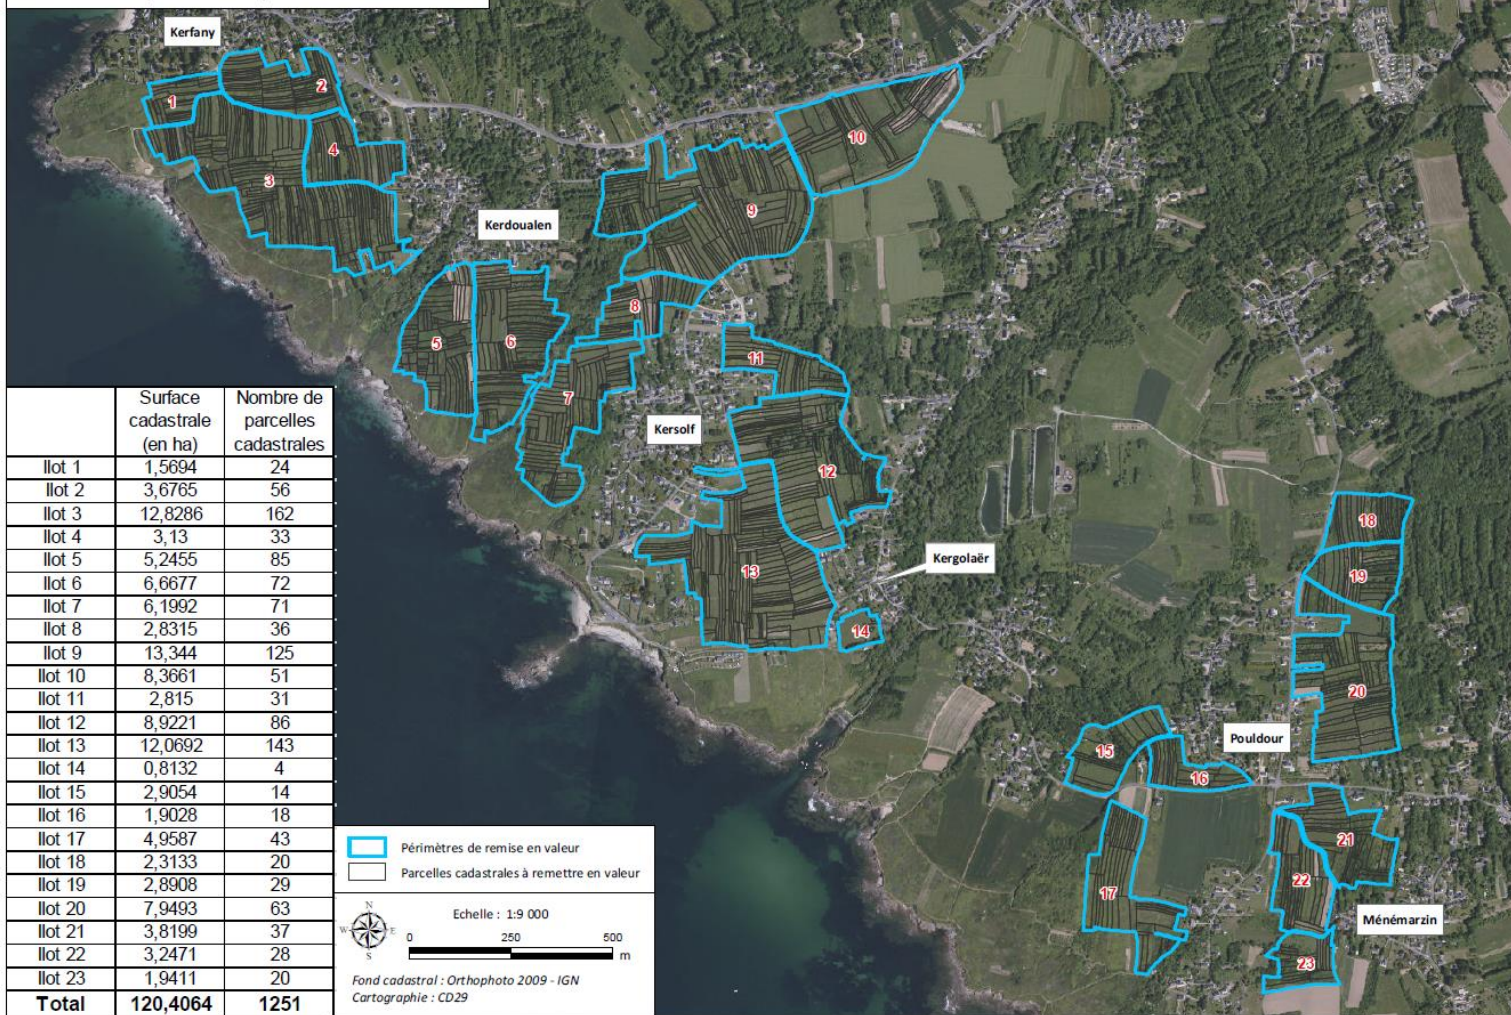 Kerfany
1
2
3
4
10
9
Kerdoualen
8
5
6
7
11
Kersolf
12
13
Kergolaër
14
18
19
20
15
16
Pouldour
21
22
17
Ménémarzin
23
Surface cadastrale (en ha) Nombre de parcelles cadastrales
Ilot 1 1,5694 24
Ilot 2 3,6765 56
Ilot 3 12,8286 162
Ilot 4 3,13 33
Ilot 5 5,2455 85
Ilot 6 6,6677 72
Ilot 7 6,1992 71
Ilot 8 2,8315 36
Ilot 9 13,344 125
Ilot 10 8,3661 51
Ilot 11 2,815 31
Ilot 12 8,9221 86
Ilot 13 12,0692 143
Ilot 14 0,8132 4
Ilot 15 2,9054 14
Ilot 16 1,9028 18
Ilot 17 4,9587 43
Ilot 18 2,3133 20
Ilot 19 2,8908 29
Ilot 20 7,9493 63
Ilot 21 3,8199 37
Ilot 22 3,2471 28
Ilot 23 1,9411 20
Total 120,4064 1251
Périmètres de remise en valeur
Parcelles cadastrales à remettre en valeur
N
W E
S
Echelle : 1:9 000
0 250 500
m
Fond cadastral : Orthophoto 2009 - IGN
Cartographie : CD29